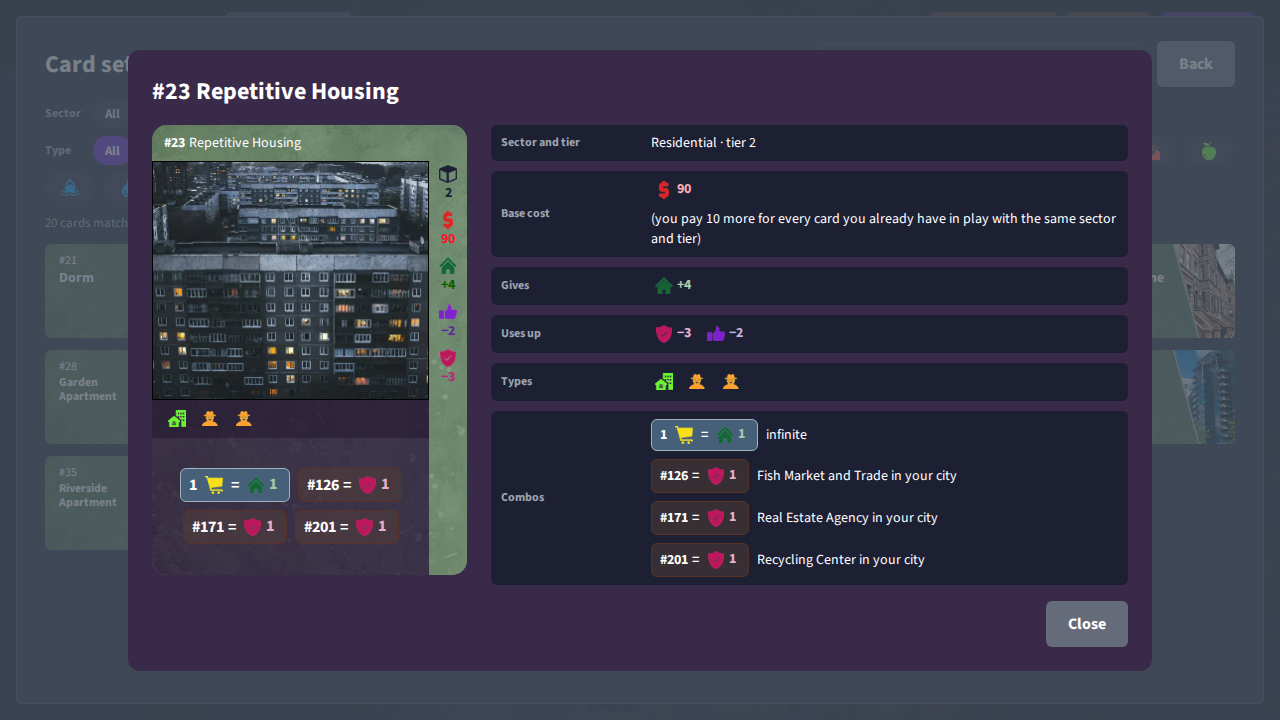 Card set
Back
Sector
All
Type
All
20 cards match
#21
Dorm
#28
Garden
Apartment
#35
Riverside
Apartment
#23 Repetitive Housing
#23 Repetitive Housing
2
90
+4
−2
−3
1 = 1
#126 = 1
#171 = 1
#201 = 1
Sector and tier
Residential · tier 2
Base cost
90
(you pay 10 more for every card you already have in play with the same sector
and tier)
Gives
+4
Uses up
−3 −2
Types
Combos
1 = 1 infinite
#126 = 1 Fish Market and Trade in your city
#171 = 1 Real Estate Agency in your city
#201 = 1 Recycling Center in your city
Close